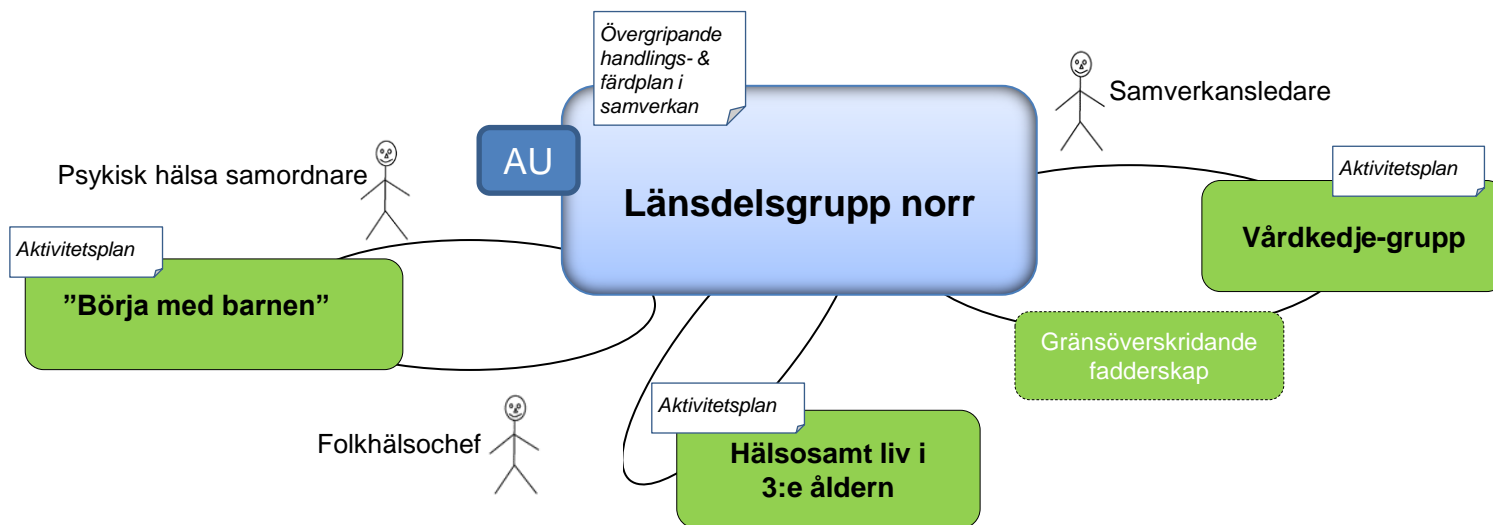 Övergripande
handlings- &
färdplan i
samverkan
Samverkansledare
AU
Länsdelsgrupp norr
Psykisk hälsa samordnare
Aktivitetsplan
Vårdkedje-grupp
Aktivitetsplan
”Börja med barnen”
Gränsöverskridande
fadderskap
Aktivitetsplan
Folkhälsochef
Hälsosamt liv i
3:e åldern